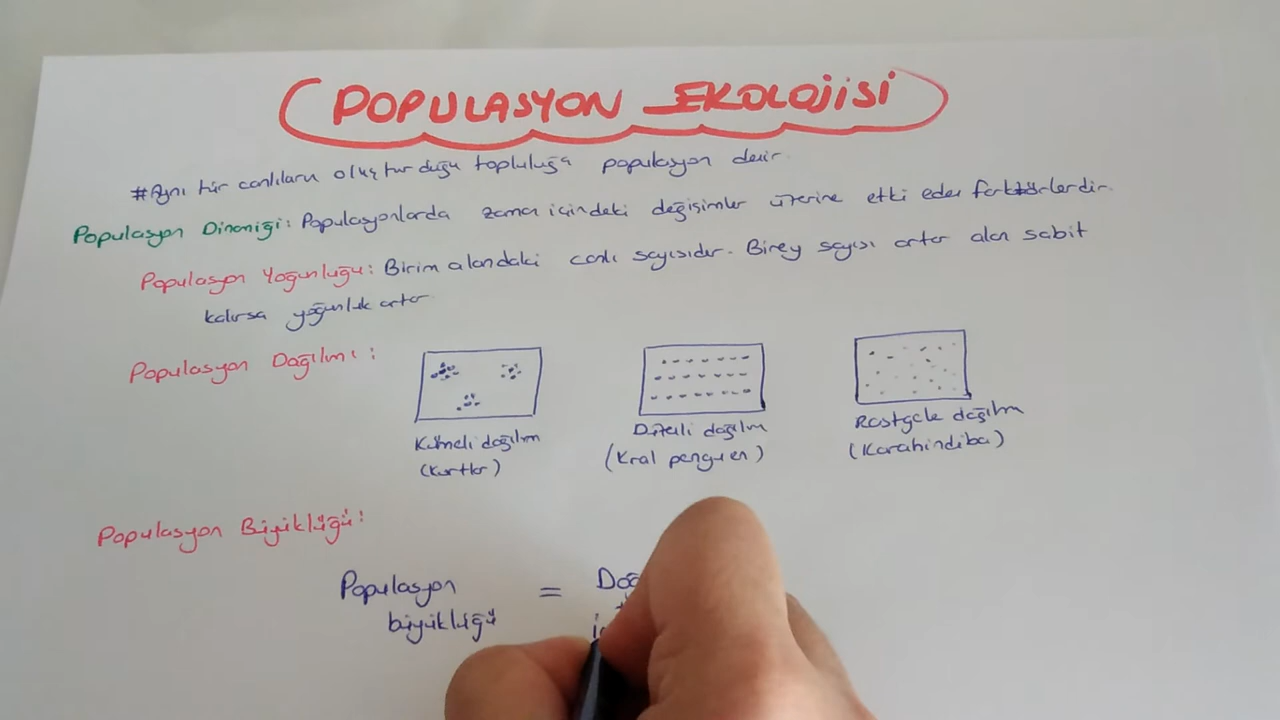 POPULASYON EKOLOJİSİ
#Aynı tür canlıların oluşturduğu topluluğa populasyon denir.
Populasyon Dinamiği: Populasyonlarda zaman içindeki değişimler üzerine etki eden faktörlerdir.
Populasyon Yoğunluğu: Birim alandaki canlı sayısıdır. Birey sayısı artar alan sabit
kalırsa yoğunluk artar.
Populasyon Dağılımı:
Kümeli dağılım
(Kurtlar)
Düzenli dağılım
(Kral penguen)
Rastgele dağılım
(Karahindiba)
Populasyon Büyüklüğü:
Populasyon = Doğ
büyüklüğü